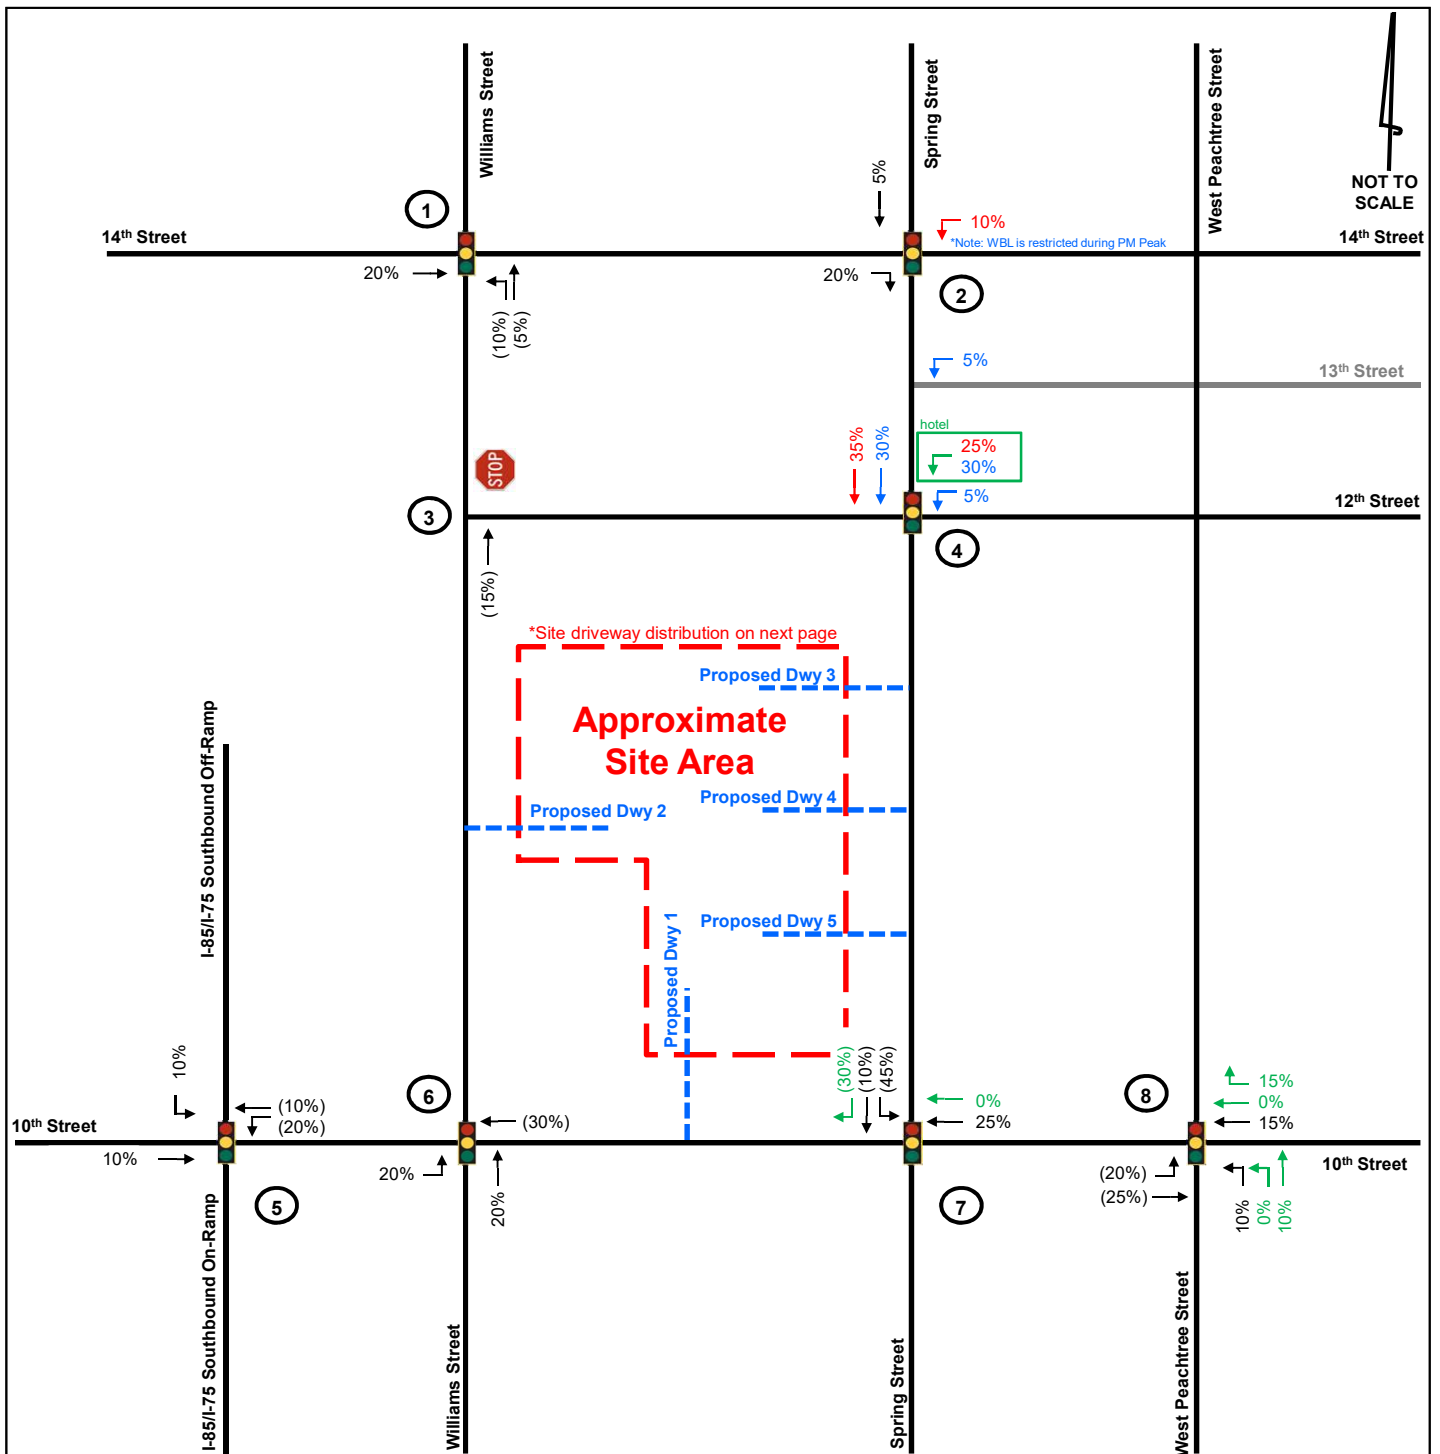 Williams Street
Spring Street
West Peachtree Street
NOT TO
SCALE
1
5%
10%
*Note: WBL is restricted during PM Peak
14th Street
14th Street
20%
20%
2
(10%)
(5%)
5%
13th Street
hotel
35%
30%
25%
30%
STOP
5%
12th Street
3
4
(15%)
*Site driveway distribution on next page
Proposed Dwy 3
Approximate
Site Area
I-85/I-75 Southbound Off-Ramp
Proposed Dwy 4
Proposed Dwy 2
Proposed Dwy 5
Proposed Dwy 1
10%
(30%)
(10%)
(45%)
6
8
15%
(10%)
0%
0%
10th Street
(20%)
(30%)
25%
15%
10%
20%
20%
(20%)
(25%)
10th Street
10%
0%
10%
5
7
I-85/I-75 Southbound On-Ramp
Williams Street
Spring Street
West Peachtree Street